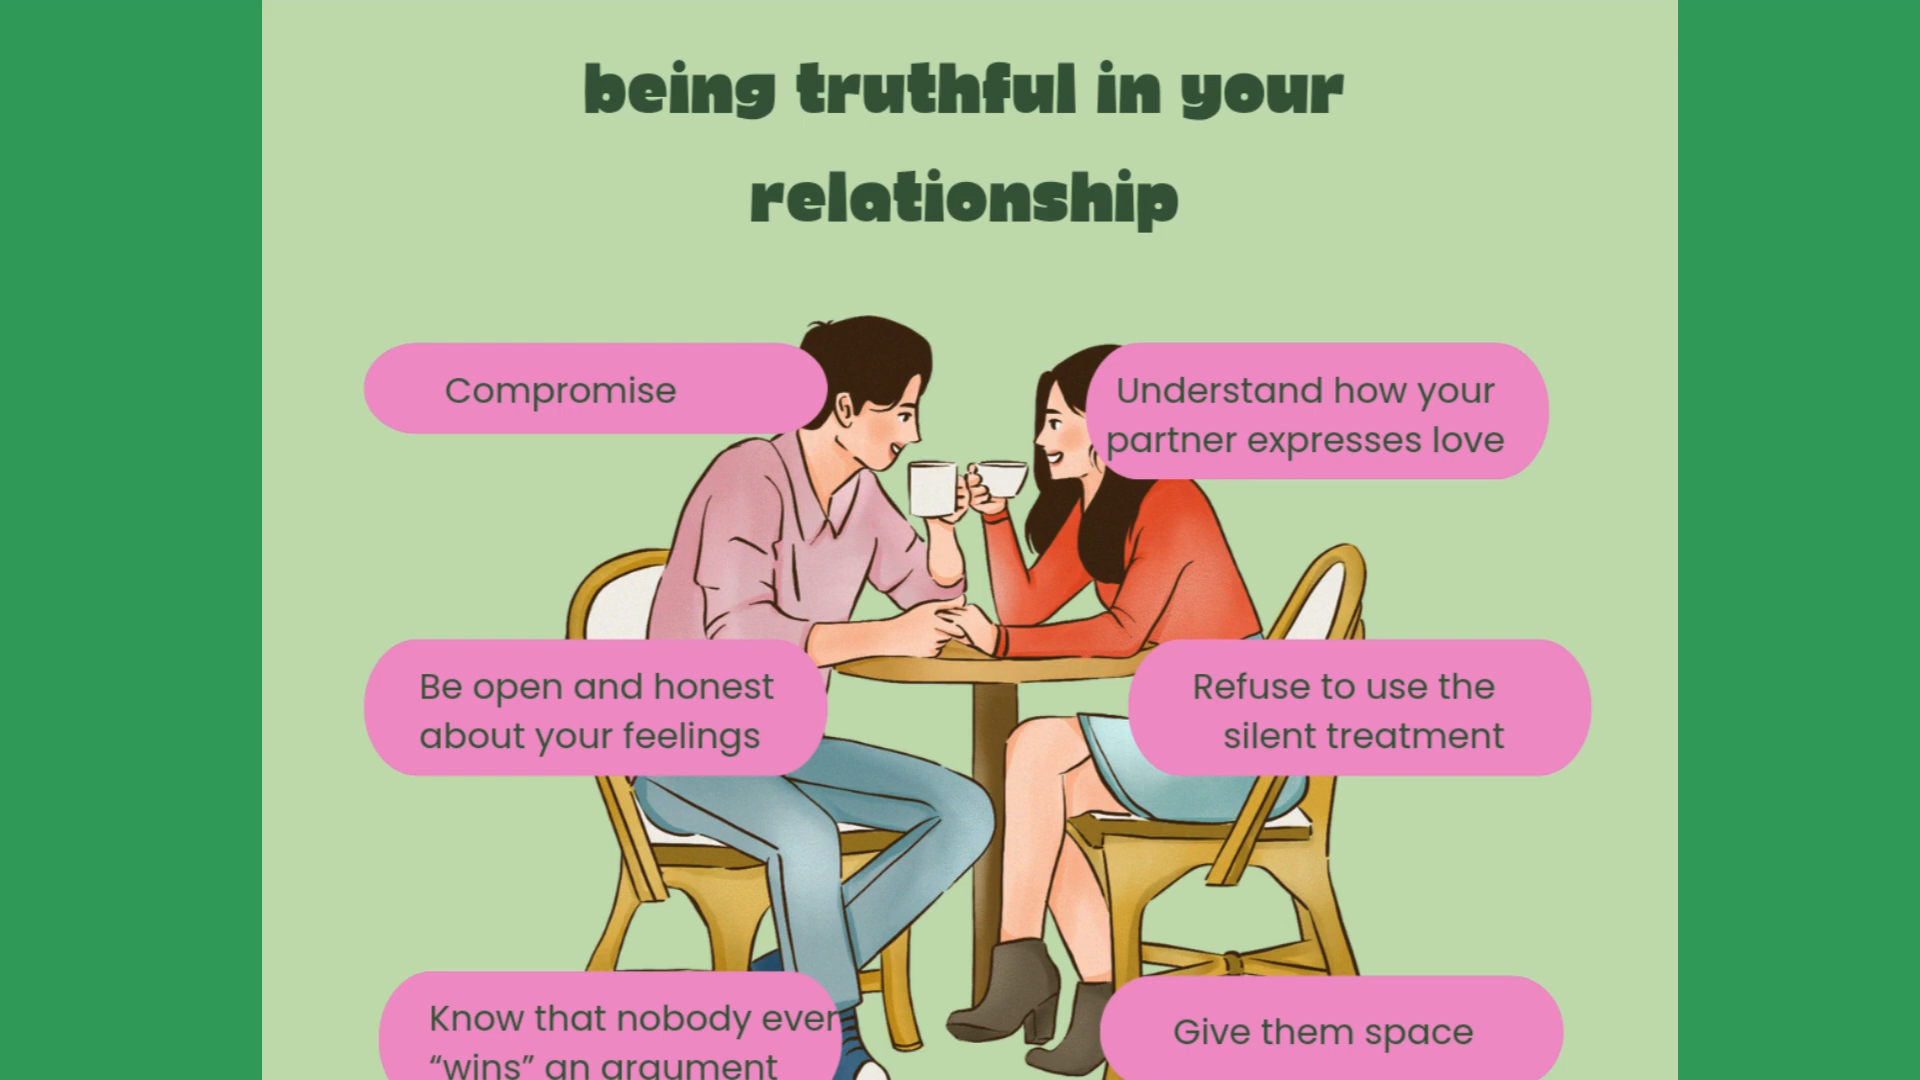 being truthful in your
relationship
Compromise
Understand how your
partner expresses love
Be open and honest
about your feelings
Refuse to use the
silent treatment
Know that nobody ever
“wins” an argument
Give them space